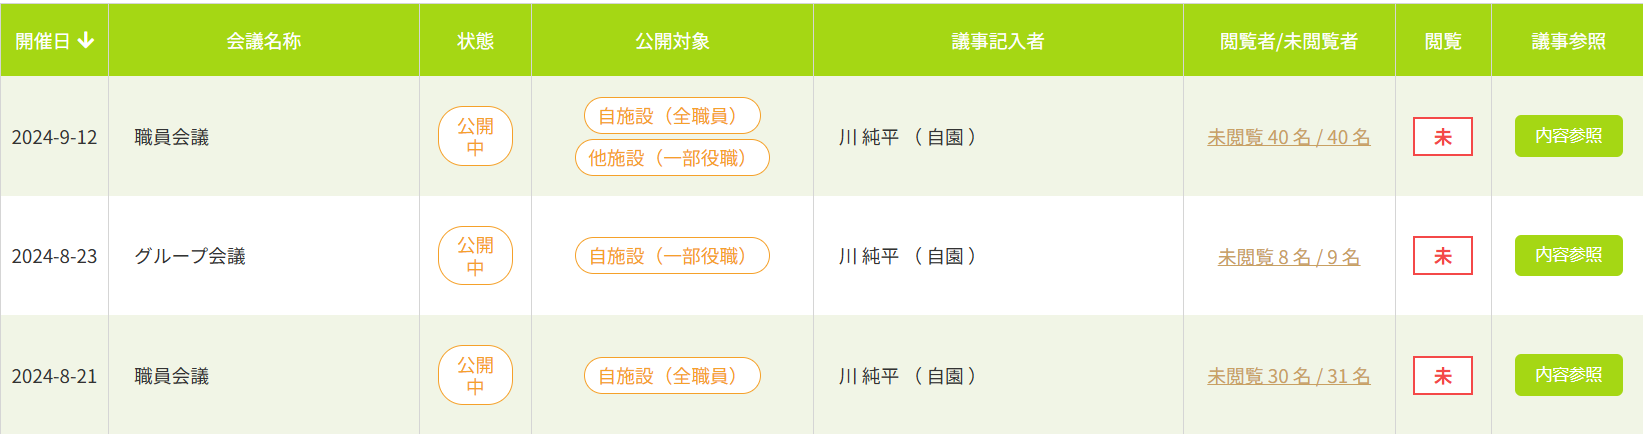 開催日 会議名称 状態 公開対象 議事記入者 閲覧者/未閲覧者 閲覧 議事参照
2024-9-12 職員会議 公開中 自施設（全職員） 他施設（一部役職） 川 純平 （ 自園 ） 未閲覧 40 名 / 40 名 未 内容参照
2024-8-23 グループ会議 公開中 自施設（一部役職） 川 純平 （ 自園 ） 未閲覧 8 名 / 9 名 未 内容参照
2024-8-21 職員会議 公開中 自施設（全職員） 川 純平 （ 自園 ） 未閲覧 30 名 / 31 名 未 内容参照